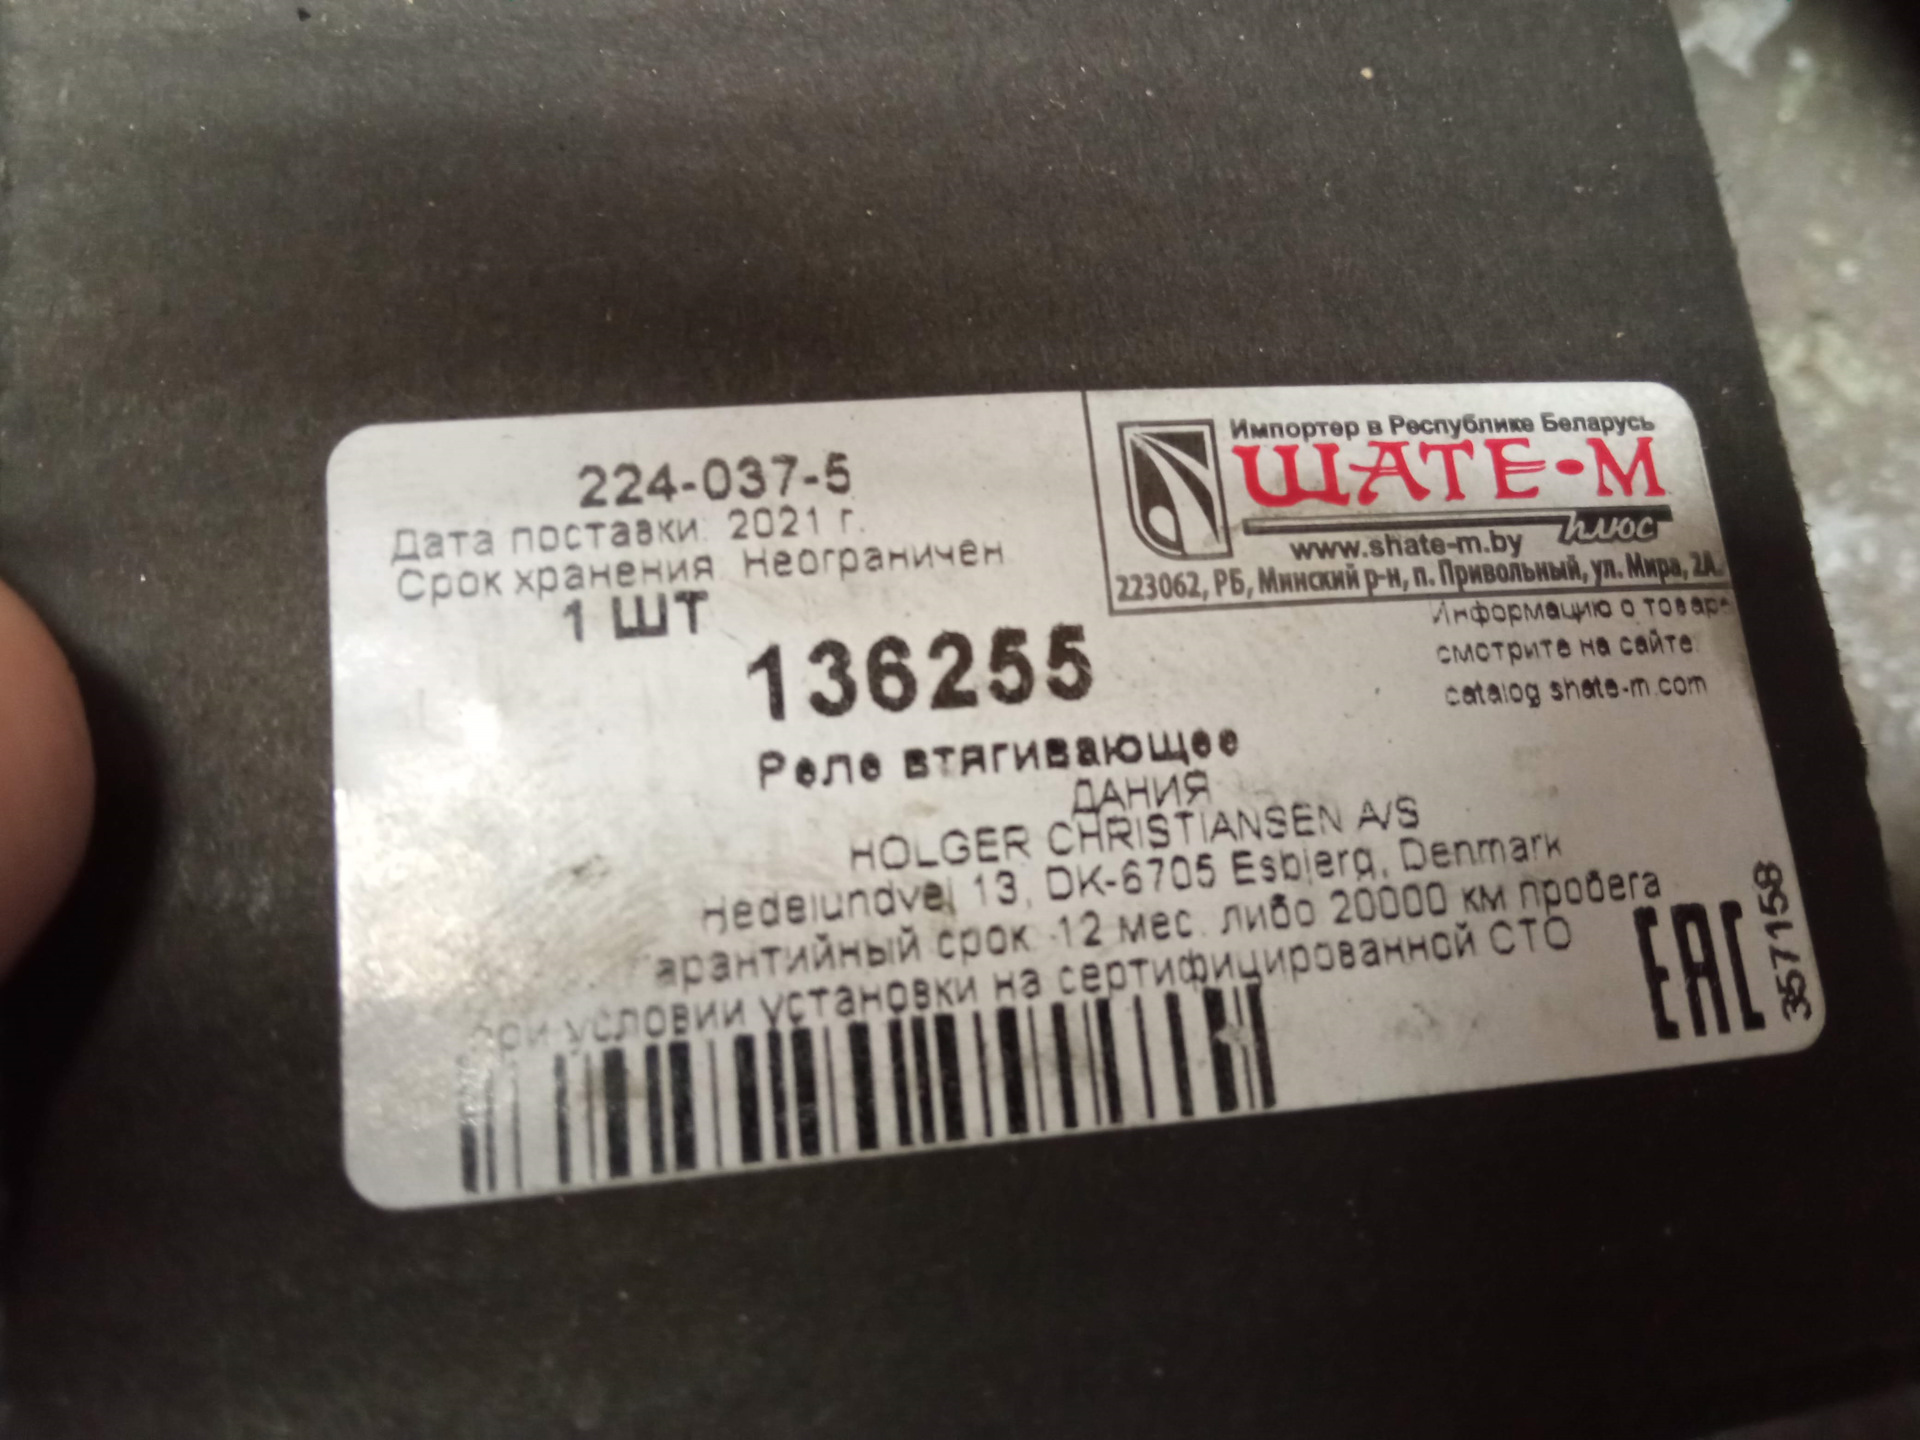 224-037-5
Дата поставки: 2021 г.
Срок хранения: Неограничен
1 ШТ
Импортер в Республике Беларусь
ШАТЕ-М
плюс
www.shate-m.by
223062, РБ, Минский р-н, п. Привольный, ул. Мира, 2А
Информацию о
смотрите на сайте:
catalog.shate-m.com
136255
Реле втягивающее
ДАНИЯ
HOLGER CHRISTIANSEN A/S
Hedelundvej 13, DK-6705 Esbjerg, Denmark
Гарантийный срок -12 мес. либо 20000 км пробега
при условии установки на сертифицированной СТО
EAC
357158